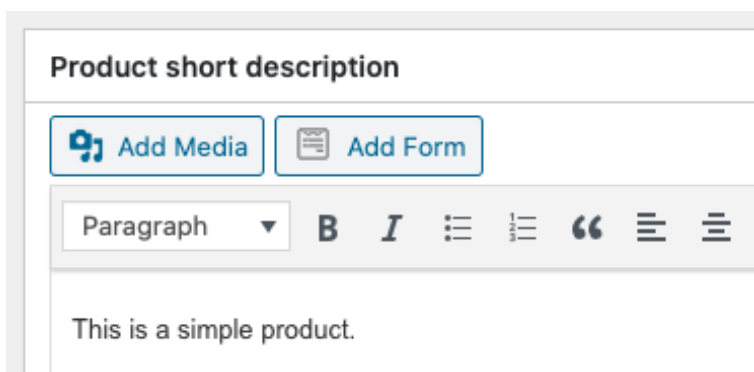 Product short description
Add Media Add Form
Paragraph B I
This is a simple product.